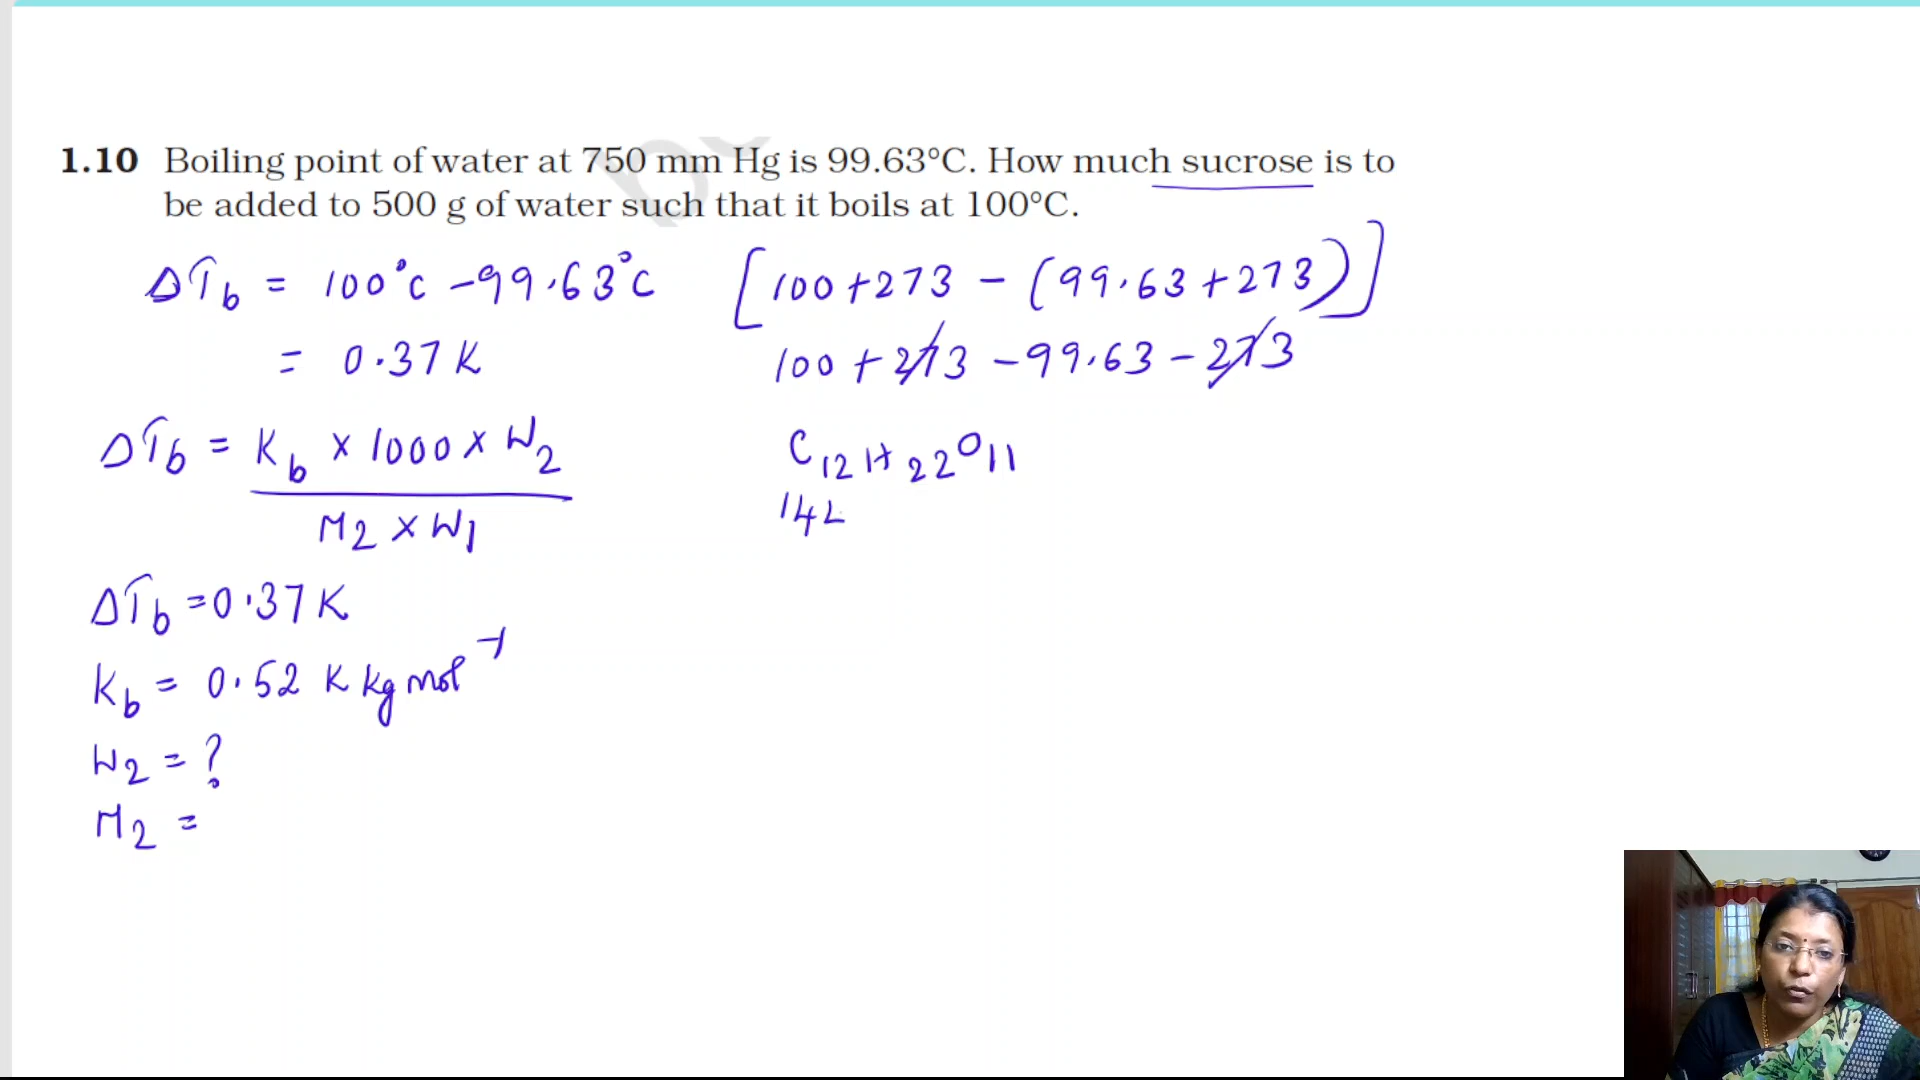 1.10 Boiling point of water at 750 mm Hg is 99.63°C. How much sucrose is to
be added to 500 g of water such that it boils at 100°C.
ΔTb = 100°C - 99.63°C [100+273 - (99.63+273)]
= 0.37 K 100 + 273 - 99.63 - 273
ΔTb = Kb × 1000 × W2 / M2 × W1
C12H22O11
144
ΔTb = 0.37 K
Kb = 0.52 K kg mol⁻¹
W2 = ?
M2 =